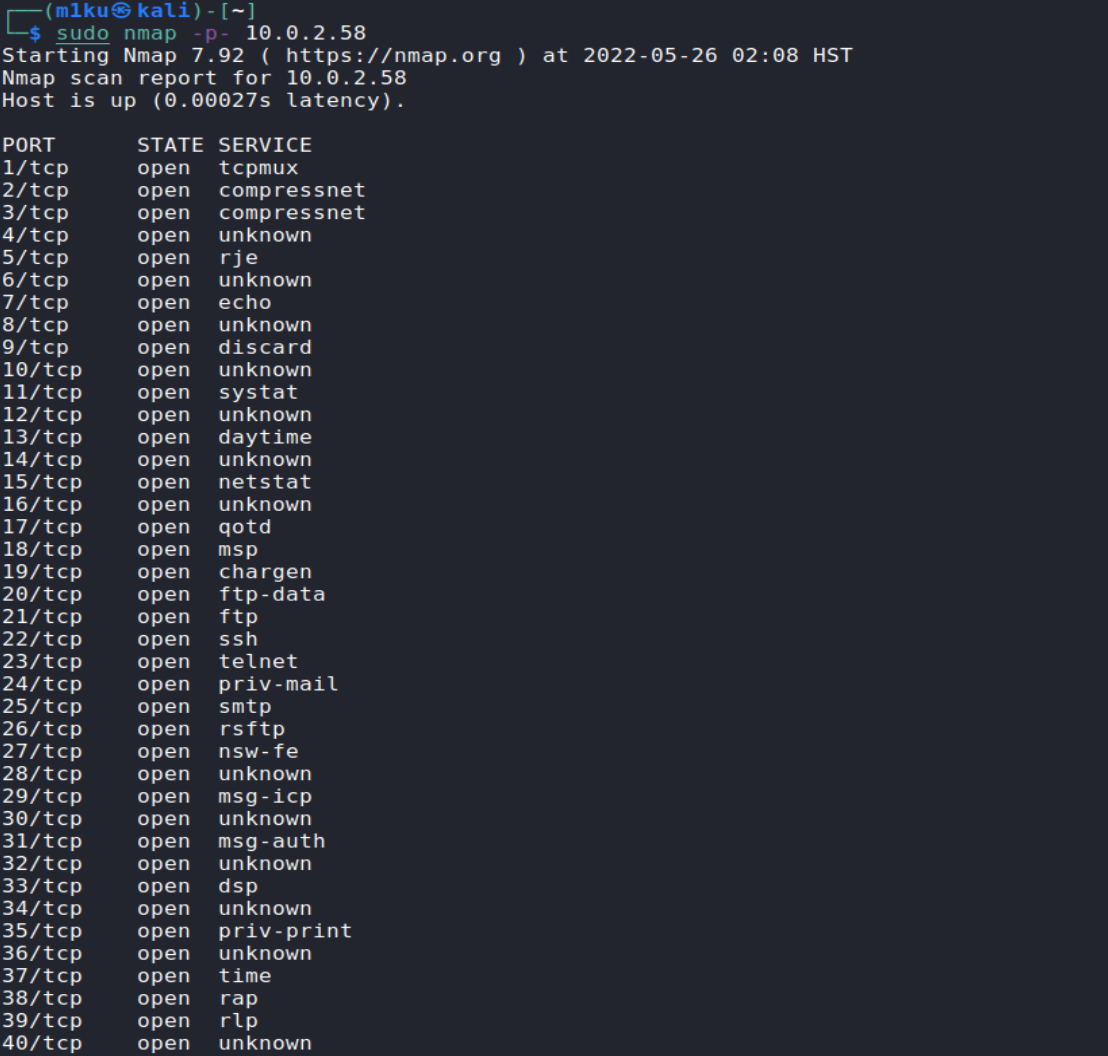 ┌──(m1ku㉿kali)-[~]
└─$ sudo nmap -p- 10.0.2.58
Starting Nmap 7.92 ( https://nmap.org ) at 2022-05-26 02:08 HST
Nmap scan report for 10.0.2.58
Host is up (0.00027s latency).

PORT      STATE SERVICE
1/tcp     open  tcpmux
2/tcp     open  compressnet
3/tcp     open  compressnet
4/tcp     open  unknown
5/tcp     open  rje
6/tcp     open  unknown
7/tcp     open  echo
8/tcp     open  unknown
9/tcp     open  discard
10/tcp    open  unknown
11/tcp    open  systat
12/tcp    open  unknown
13/tcp    open  daytime
14/tcp    open  unknown
15/tcp    open  netstat
16/tcp    open  unknown
17/tcp    open  qotd
18/tcp    open  msp
19/tcp    open  chargen
20/tcp    open  ftp-data
21/tcp    open  ftp
22/tcp    open  ssh
23/tcp    open  telnet
24/tcp    open  priv-mail
25/tcp    open  smtp
26/tcp    open  rsftp
27/tcp    open  nsw-fe
28/tcp    open  unknown
29/tcp    open  msg-icp
30/tcp    open  unknown
31/tcp    open  msg-auth
32/tcp    open  unknown
33/tcp    open  dsp
34/tcp    open  unknown
35/tcp    open  priv-print
36/tcp    open  unknown
37/tcp    open  time
38/tcp    open  rap
39/tcp    open  rlp
40/tcp    open  unknown